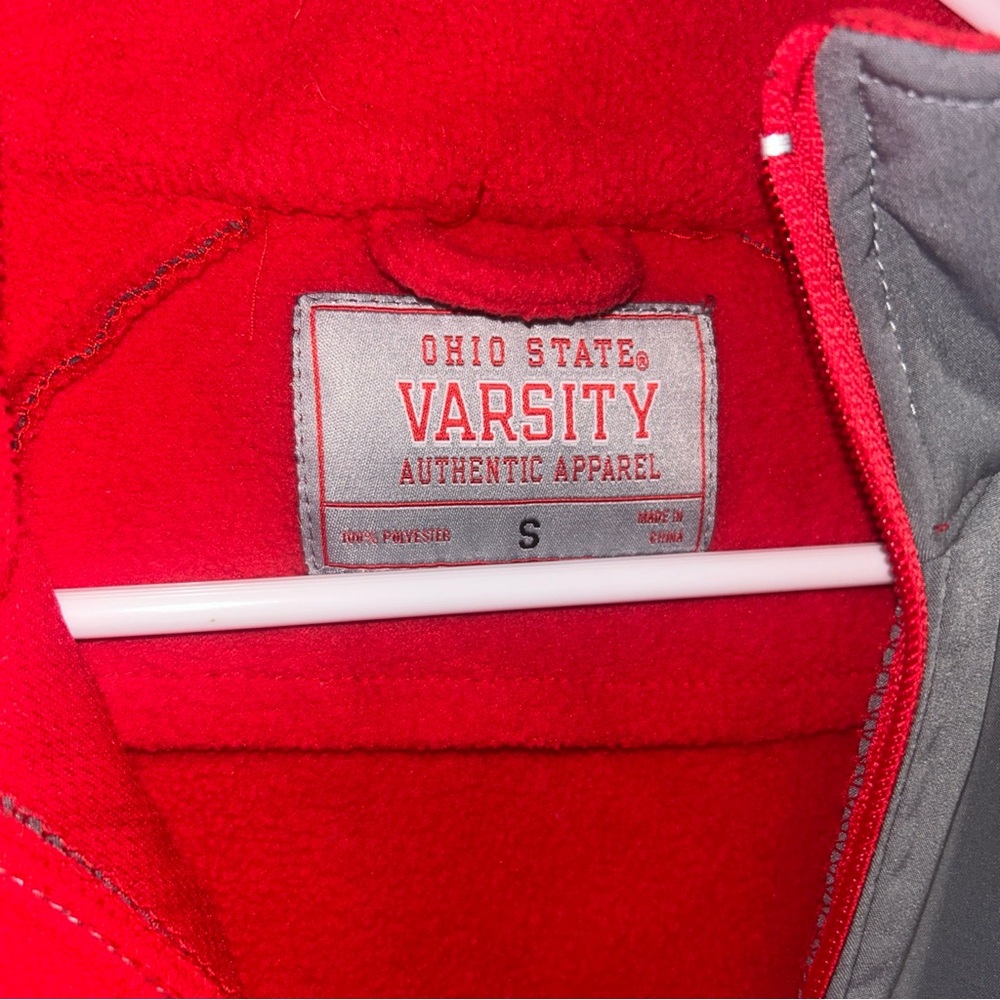 OHIO STATE®
VARSITY
AUTHENTIC APPAREL
100% POLYESTER
S
MADE IN
CHINA